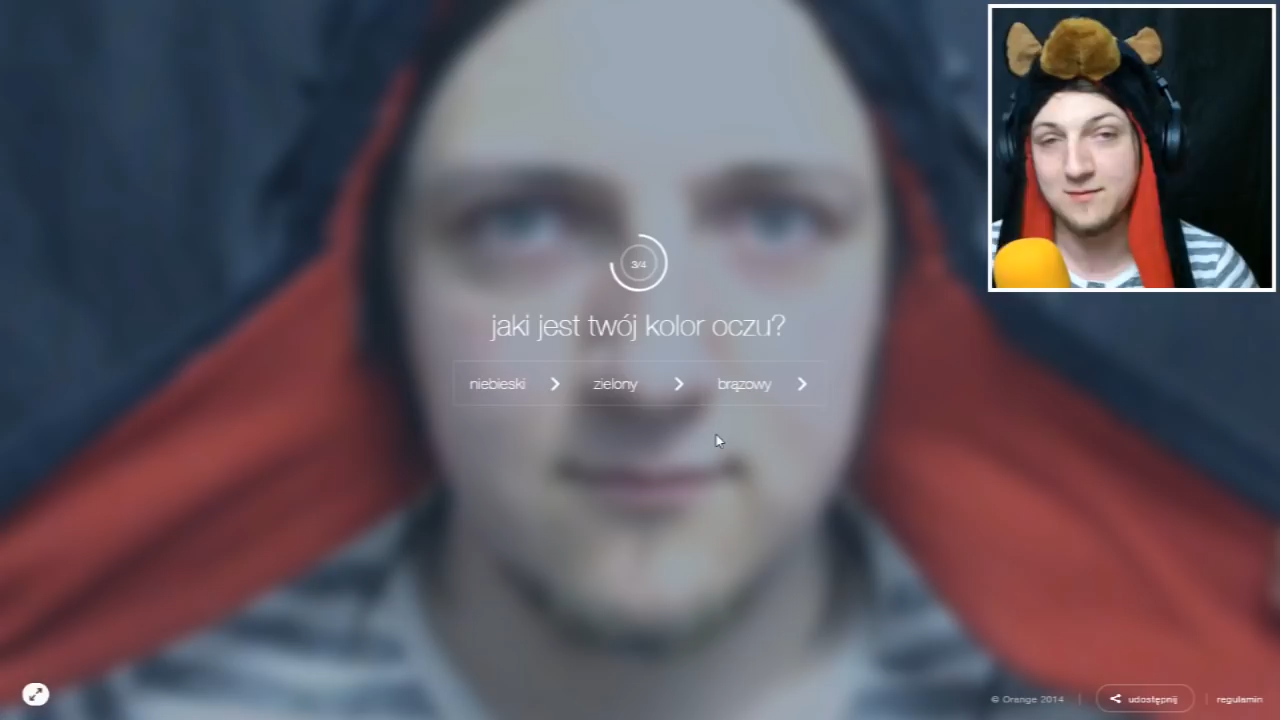 3/4
jaki jest twój kolor oczu?
niebieski zielony brązowy
© Orange 2014 udostępnij regulamin